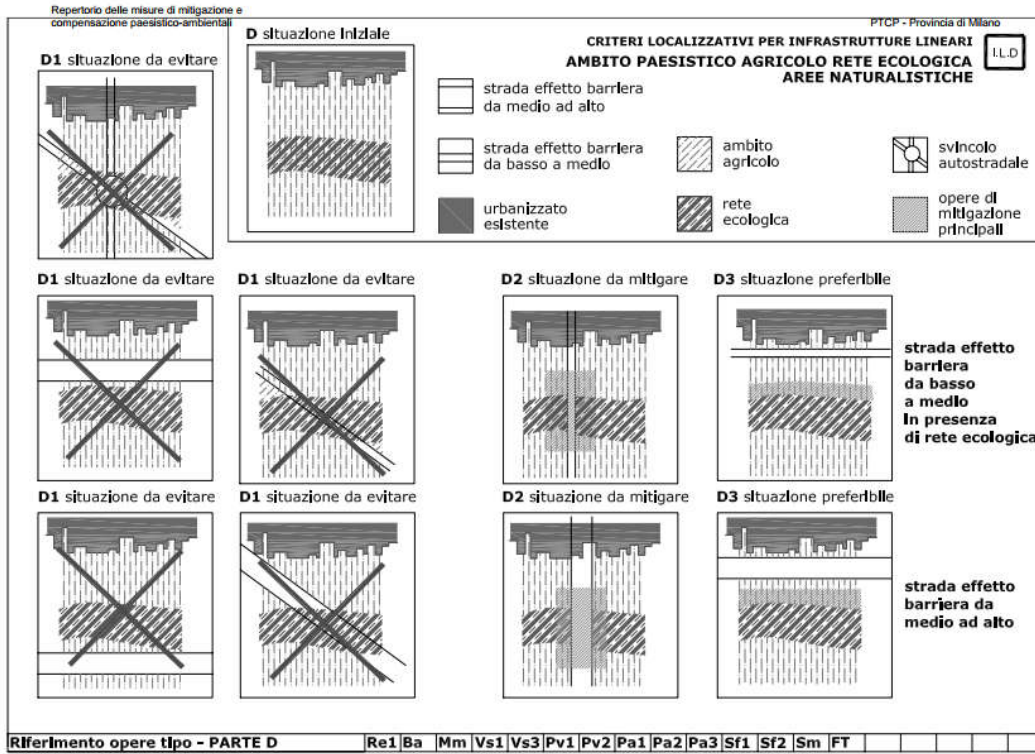 Repertorio delle misure di mitigazione e
compensazione paesistico-ambientali
PTCP - Provincia di Milano
D situazione iniziale
CRITERI LOCALIZZATIVI PER INFRASTRUTTURE LINEARI
AMBITO PAESISTICO AGRICOLO RETE ECOLOGICA
AREE NATURALISTICHE
I.L.D
D1 situazione da evitare
strada effetto barriera
da medio ad alto
strada effetto barriera
da basso a medio
urbanizzato
esistente
ambito
agricolo
rete
ecologica
svincolo
autostradale
opere di
mitigazione
principali
D1 situazione da evitare
D1 situazione da evitare
D2 situazione da mitigare
D3 situazione preferibile
strada effetto
barriera
da basso
a medio
in presenza
di rete ecologica
D1 situazione da evitare
D1 situazione da evitare
D2 situazione da mitigare
D3 situazione preferibile
strada effetto
barriera da
medio ad alto
Riferimento opere tipo - PARTE D Re1 Ba Mm Vs1 Vs3 Pv1 Pv2 Pa1 Pa2 Pa3 Sf1 Sf2 Sm FT